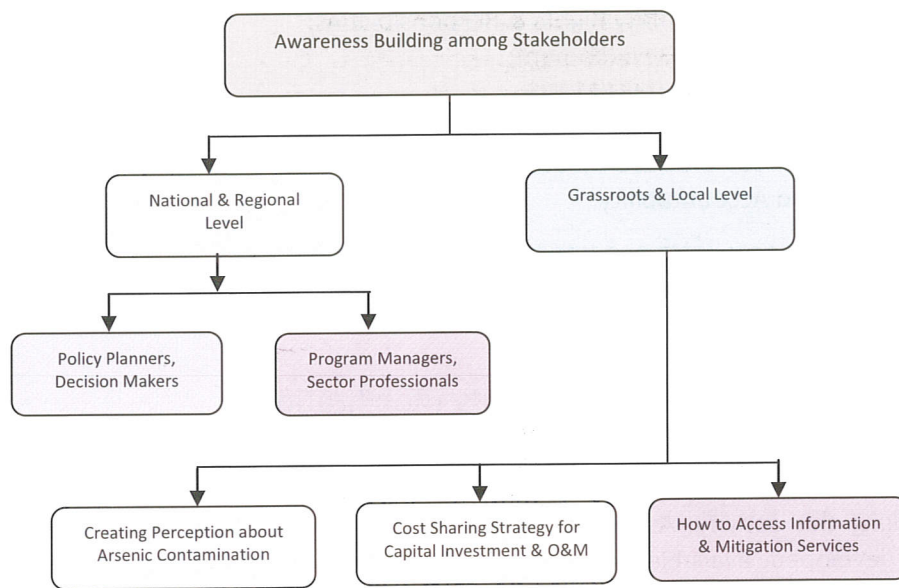 Awareness Building among Stakeholders
National & Regional
Level
Grassroots & Local Level
Policy Planners,
Decision Makers
Program Managers,
Sector Professionals
Creating Perception about
Arsenic Contamination
Cost Sharing Strategy for
Capital Investment & O&M
How to Access Information
& Mitigation Services